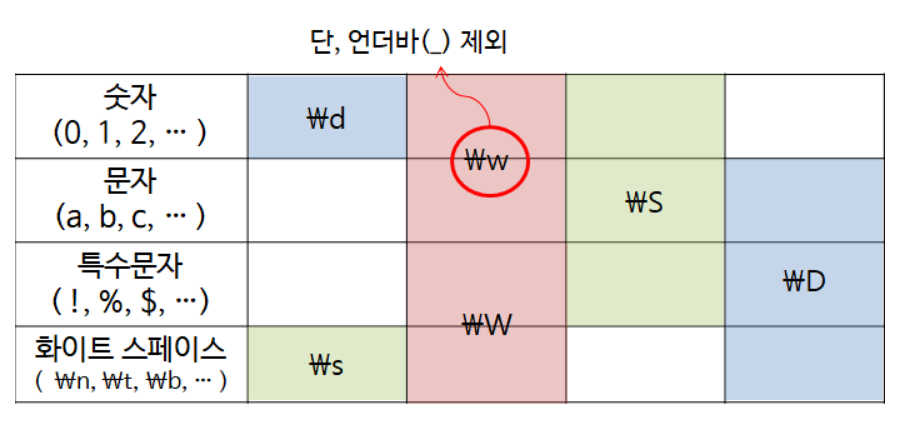 단, 언더바(_) 제외
숫자
(0, 1, 2, … )
₩d
₩w
문자
(a, b, c, … )
₩S
특수문자
( !, %, $, …)
₩D
₩W
화이트 스페이스
( ₩n, ₩t, ₩b, … )
₩s